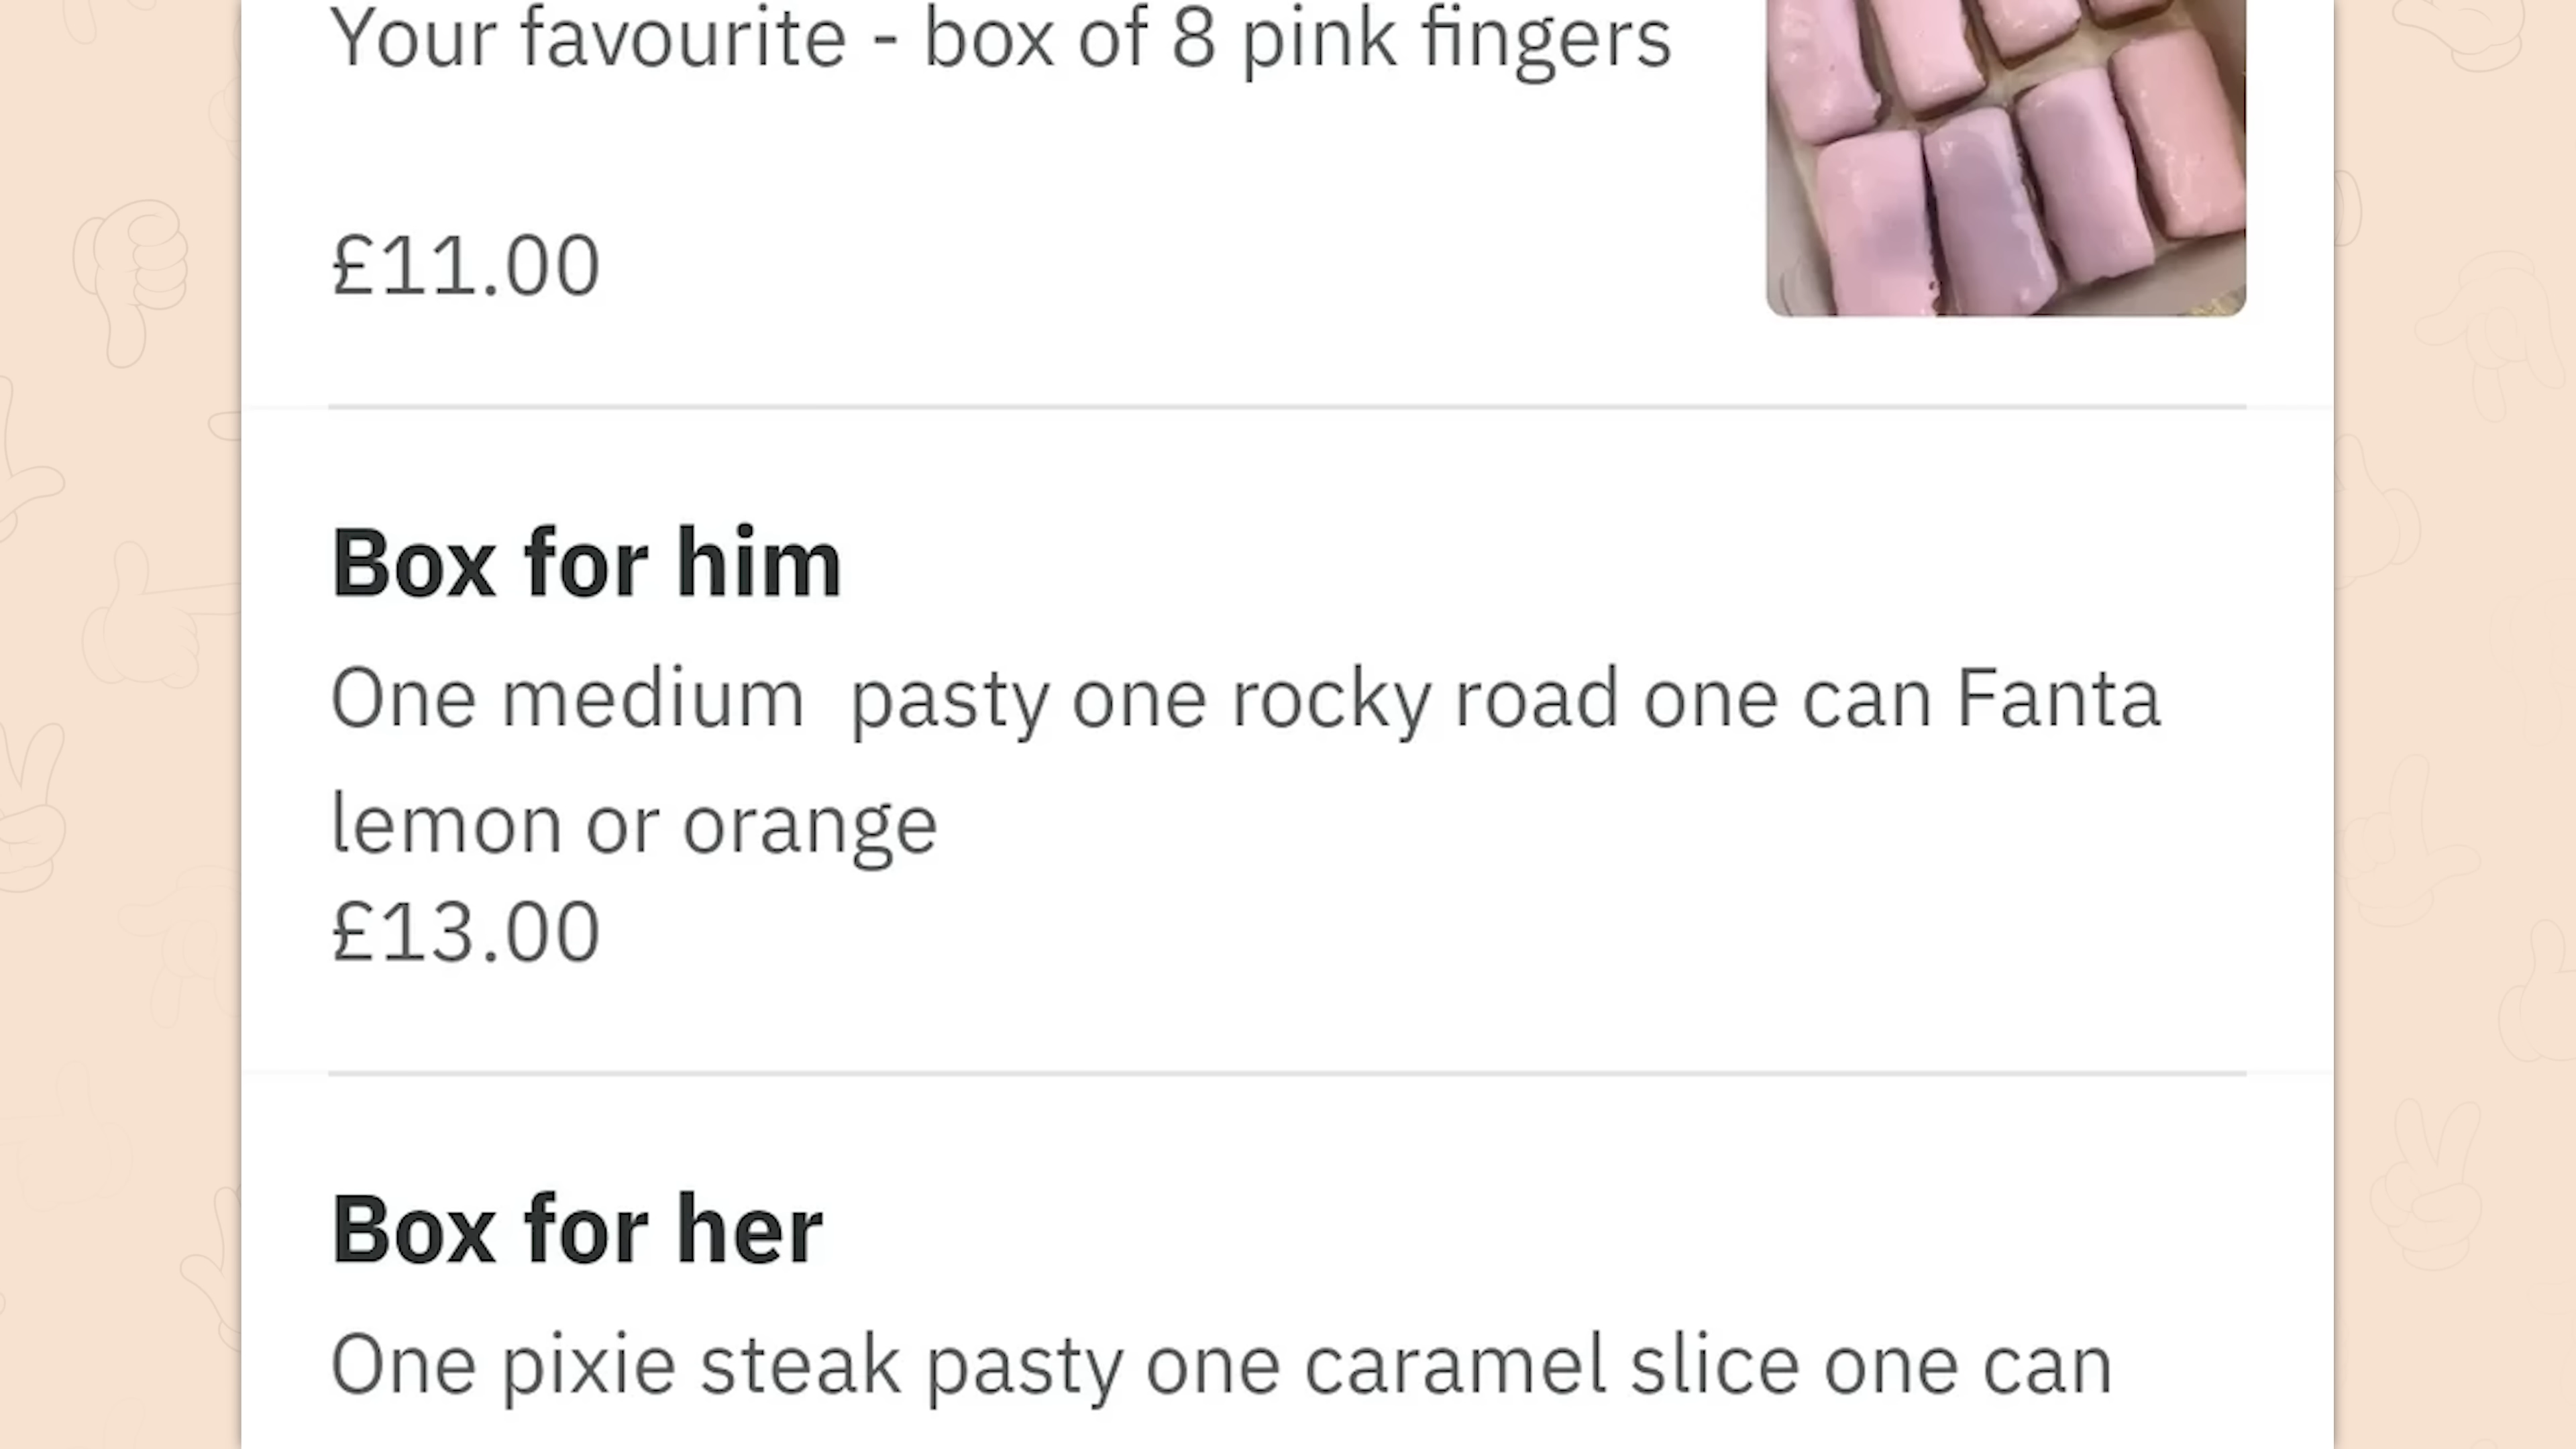 Your favourite - box of 8 pink fingers
£11.00
Box for him
One medium  pasty one rocky road one can Fanta
lemon or orange
£13.00
Box for her
One pixie steak pasty one caramel slice one can